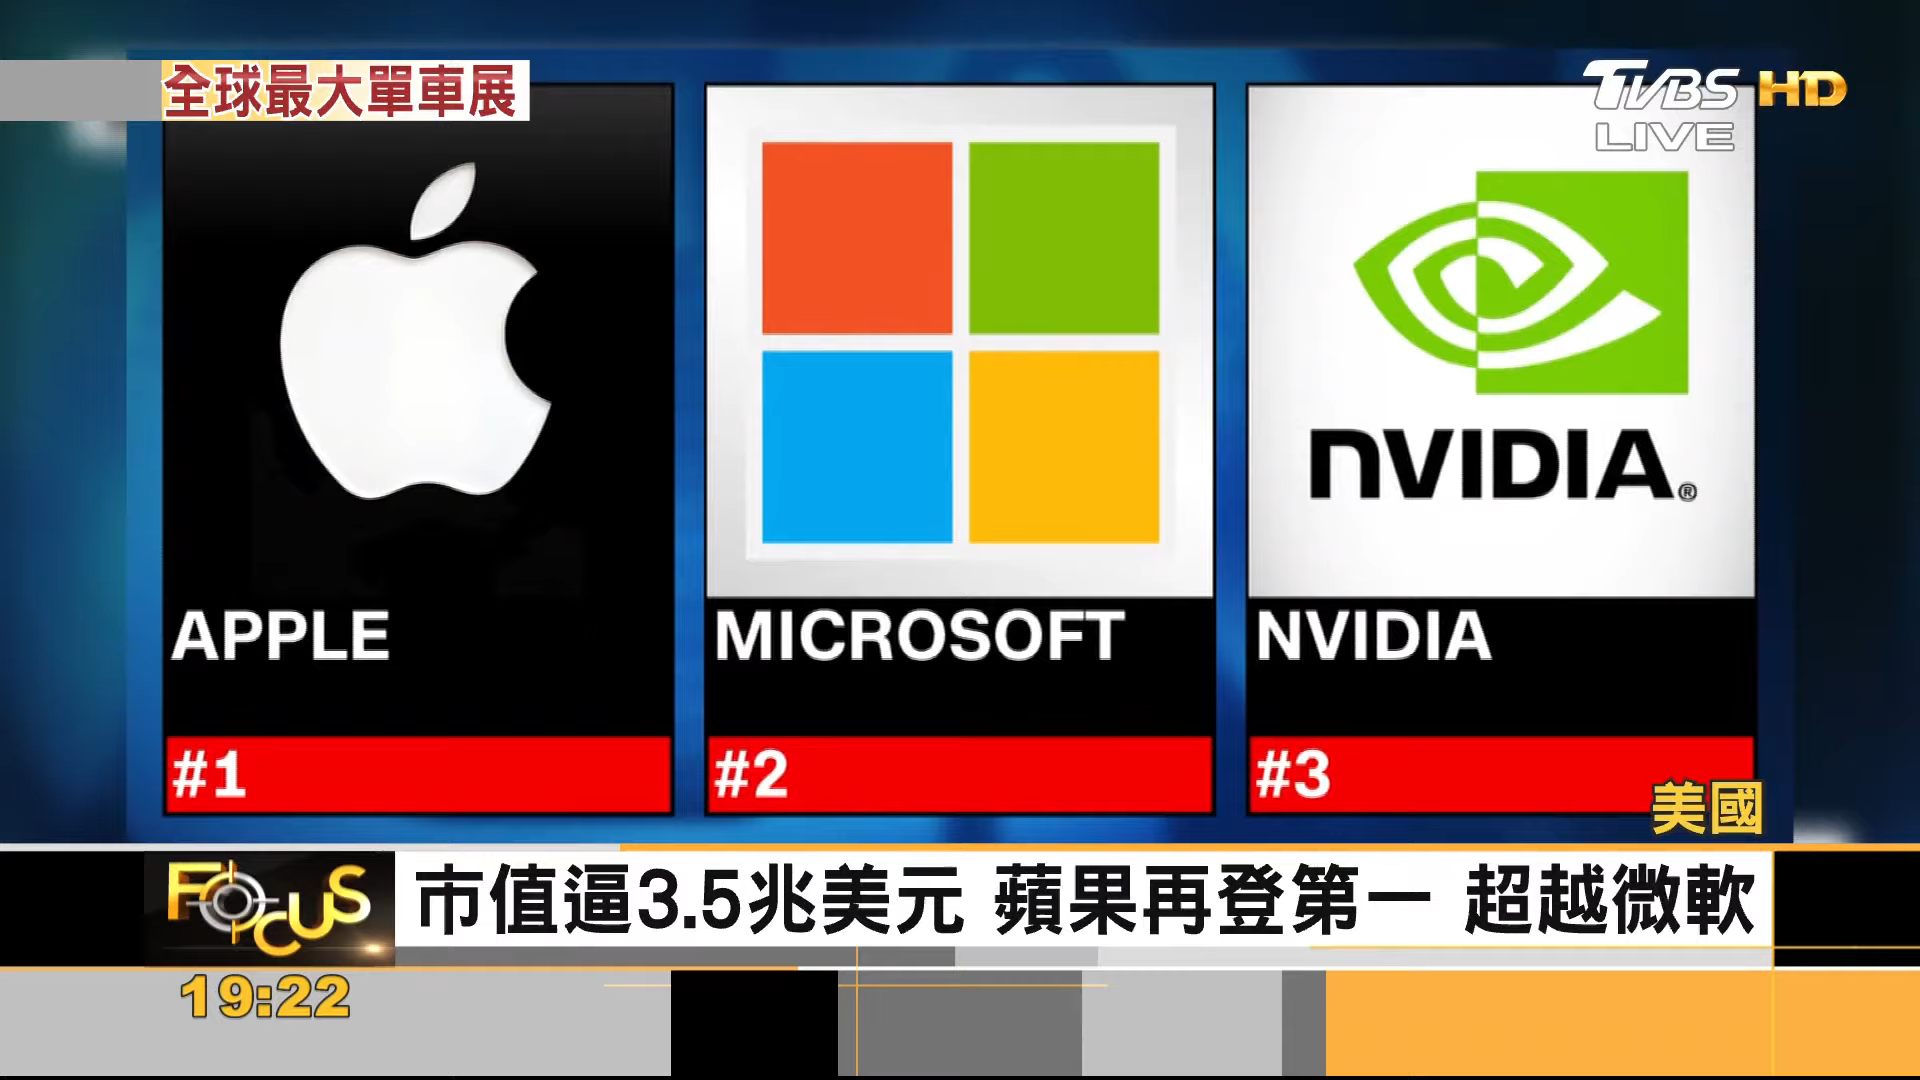 全球最大單車展
TVBS HD
LIVE
NVIDIA®
APPLE
MICROSOFT
NVIDIA
#1
#2
#3
美國
FOCUS
市值逼3.5兆美元 蘋果再登第一 超越微軟
19:22